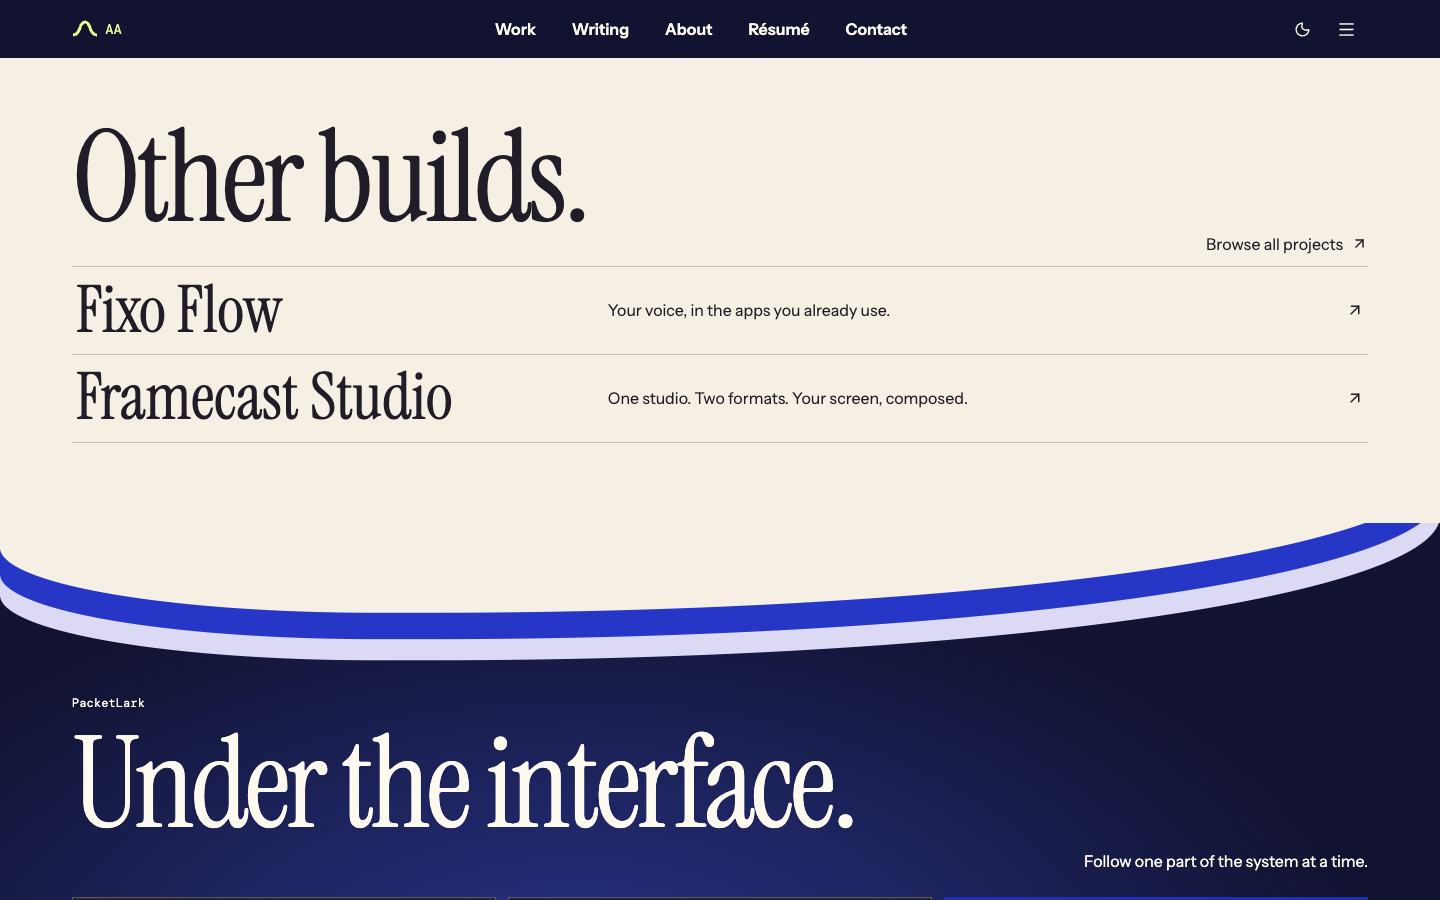 AA
Work Writing About Résumé Contact
Other builds.
Browse all projects
Fixo Flow
Your voice, in the apps you already use.
Framecast Studio
One studio. Two formats. Your screen, composed.
PacketLark
Under the interface.
Follow one part of the system at a time.